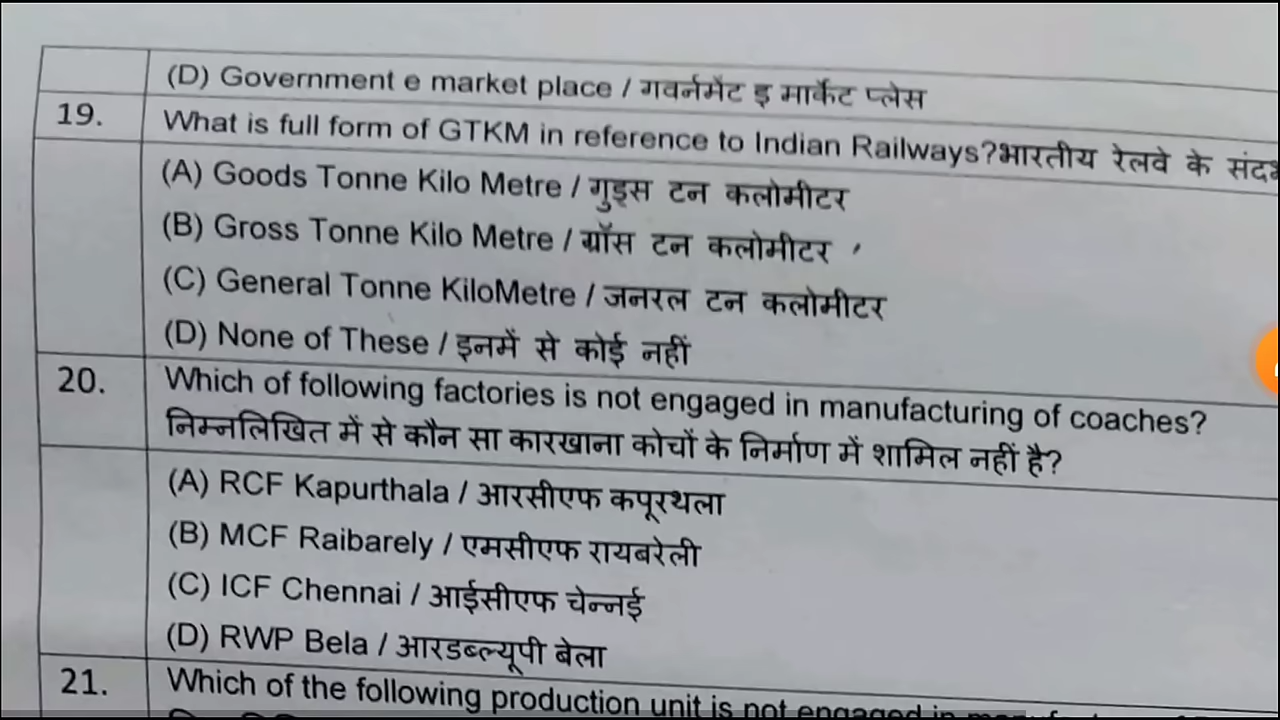 (D) Government e market place / गवर्नमेंट इ मार्केट प्लेस
19. What is full form of GTKM in reference to Indian Railways?भारतीय रेलवे के
(A) Goods Tonne Kilo Metre / गुड्स टन कलोमीटर
(B) Gross Tonne Kilo Metre / ग्रॉस टन कलोमीटर
(C) General Tonne KiloMetre / जनरल टन कलोमीटर
(D) None of These / इनमें से कोई नहीं
20. Which of following factories is not engaged in manufacturing of coaches?
निम्नलिखित में से कौन सा कारखाना कोचों के निर्माण में शामिल नहीं है?
(A) RCF Kapurthala / आरसीएफ कपूरथला
(B) MCF Raibarely / एमसीएफ रायबरेली
(C) ICF Chennai / आईसीएफ चेन्नई
(D) RWP Bela / आरडब्ल्यूपी बेला
21. Which of the following production unit is not engaged in